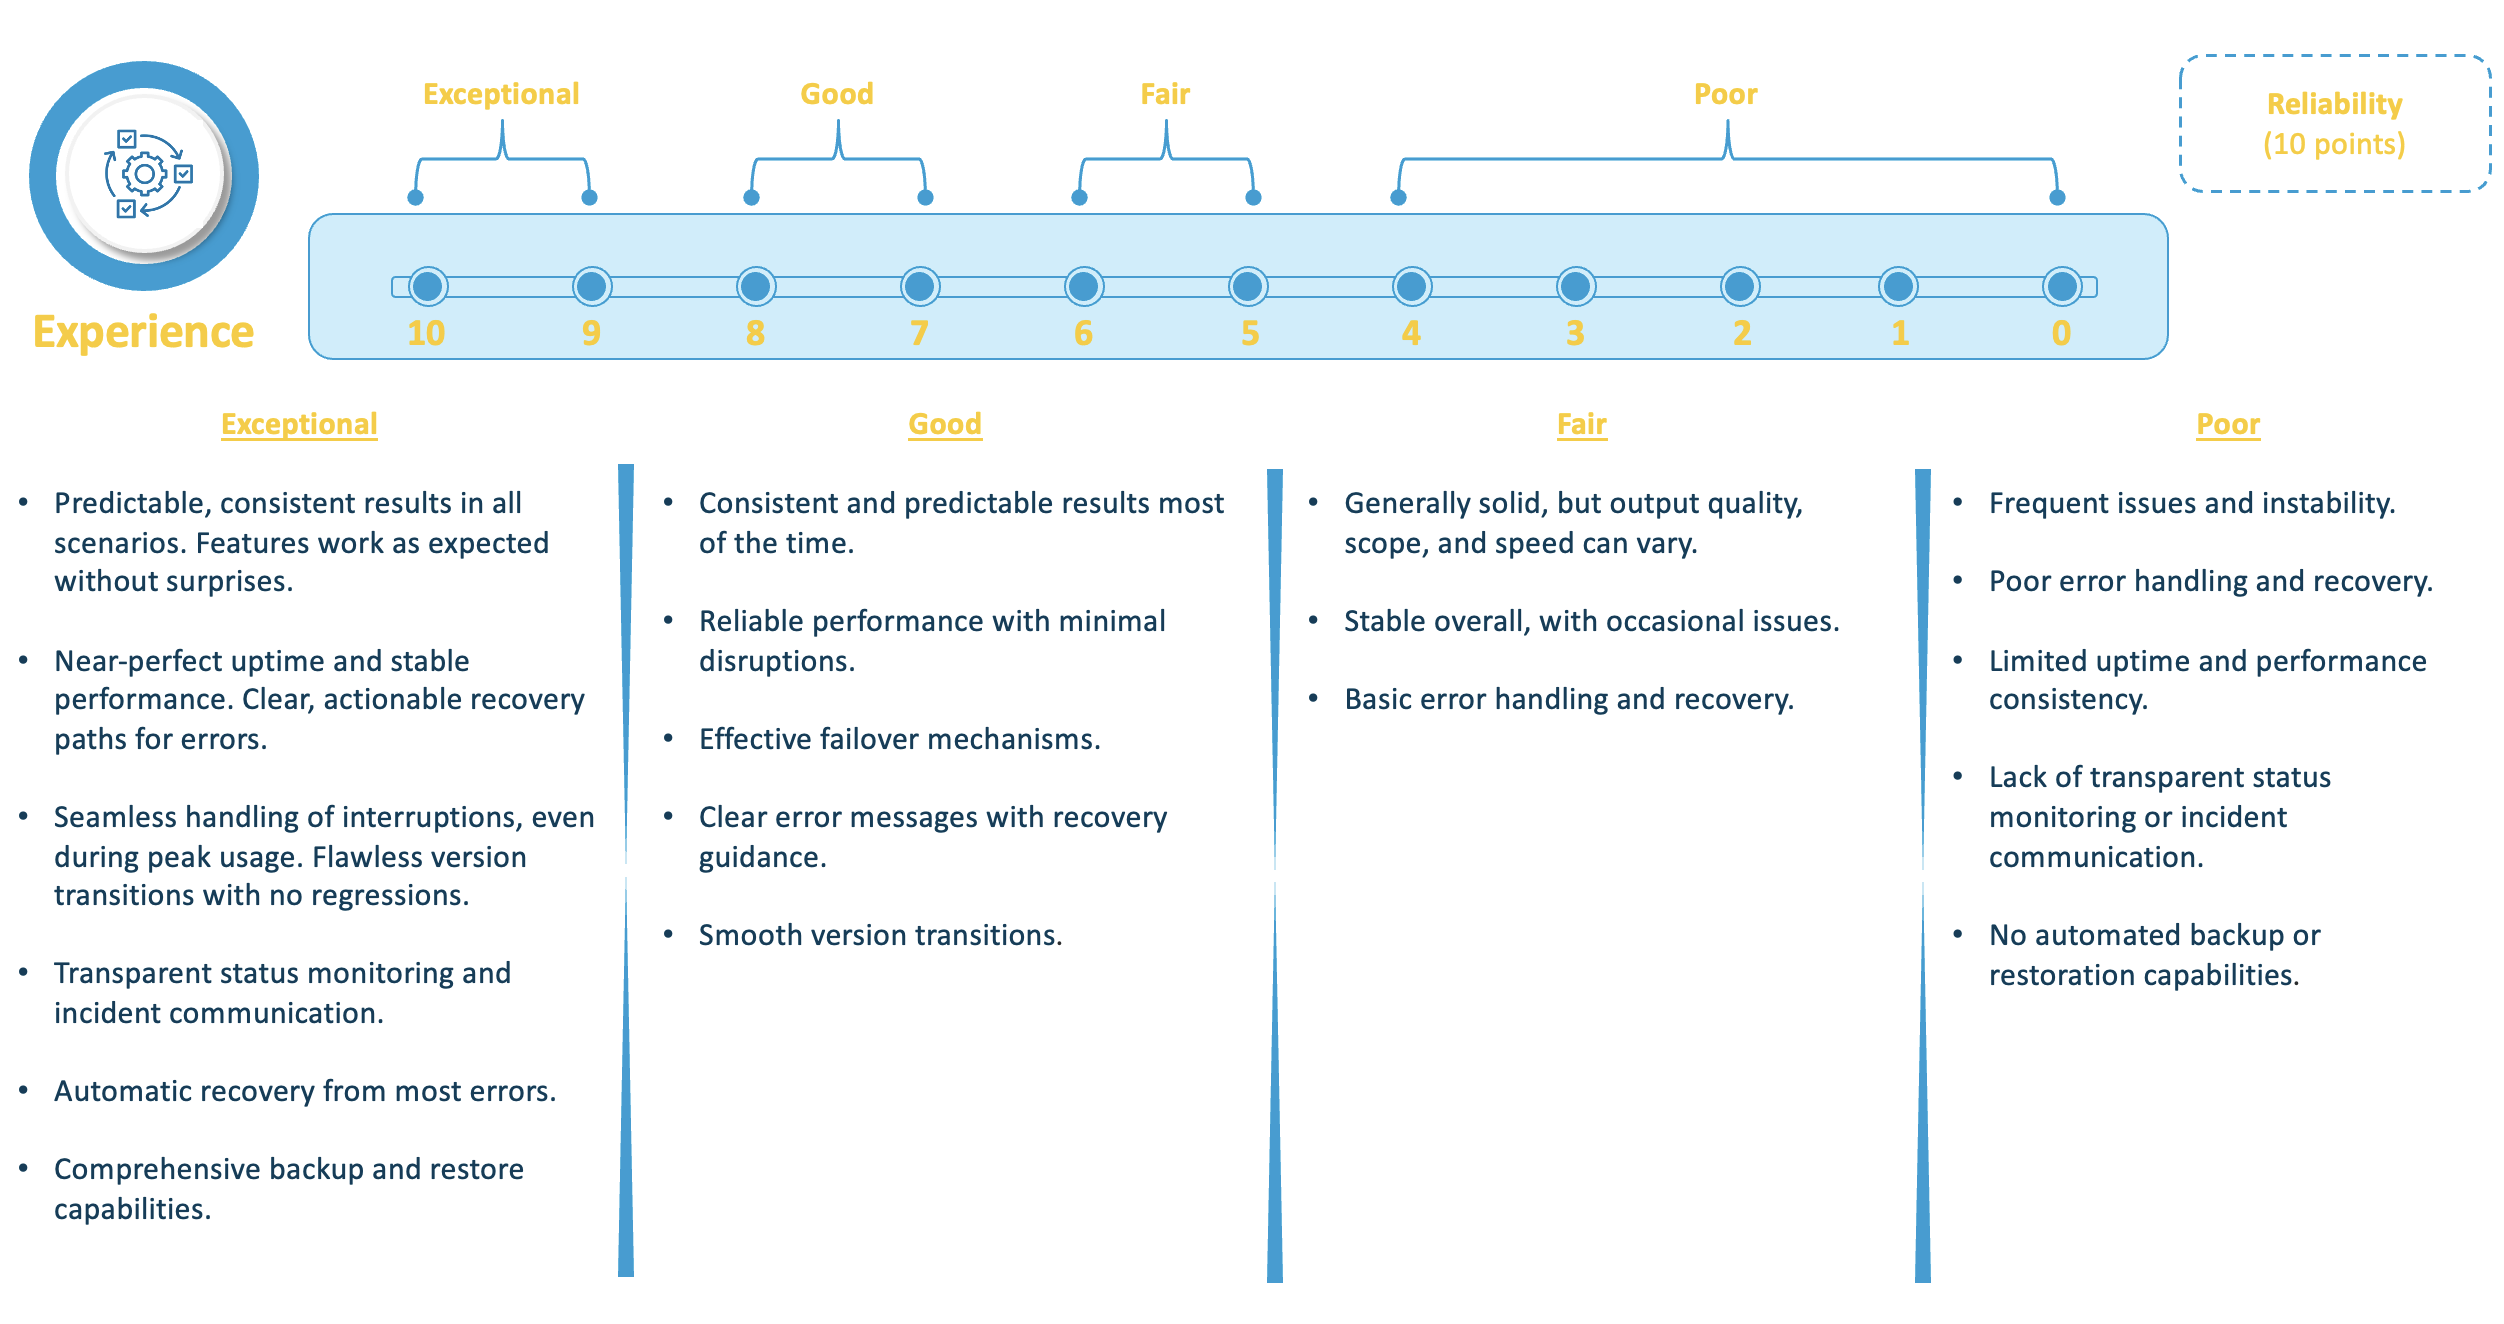 Exceptional
Good
Fair
Poor
Reliability
(10 points)
Experience
10
9
8
7
6
5
4
3
2
1
0
Exceptional
• Predictable, consistent results in all
scenarios. Features work as expected
without surprises.
• Near-perfect uptime and stable
performance. Clear, actionable recovery
paths for errors.
• Seamless handling of interruptions, even
during peak usage. Flawless version
transitions with no regressions.
• Transparent status monitoring and
incident communication.
• Automatic recovery from most errors.
• Comprehensive backup and restore
capabilities.
Good
• Consistent and predictable results most
of the time.
• Reliable performance with minimal
disruptions.
• Effective failover mechanisms.
• Clear error messages with recovery
guidance.
• Smooth version transitions.
Fair
• Generally solid, but output quality,
scope, and speed can vary.
• Stable overall, with occasional issues.
• Basic error handling and recovery.
Poor
• Frequent issues and instability.
• Poor error handling and recovery.
• Limited uptime and performance
consistency.
• Lack of transparent status
monitoring or incident
communication.
• No automated backup or
restoration capabilities.